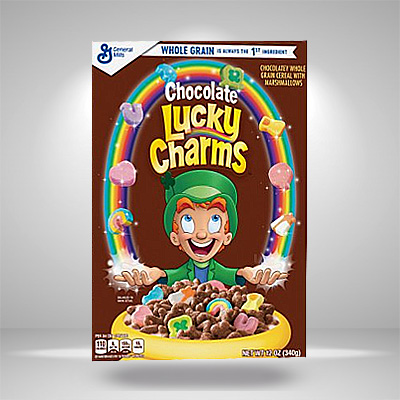 General
Mills
WHOLE GRAIN IS ALWAYS THE 1ST INGREDIENT
CHOCOLATEY WHOLE
GRAIN CEREAL WITH
MARSHMALLOWS
Chocolate
Lucky
Charms
NET WT 12 OZ (340g)